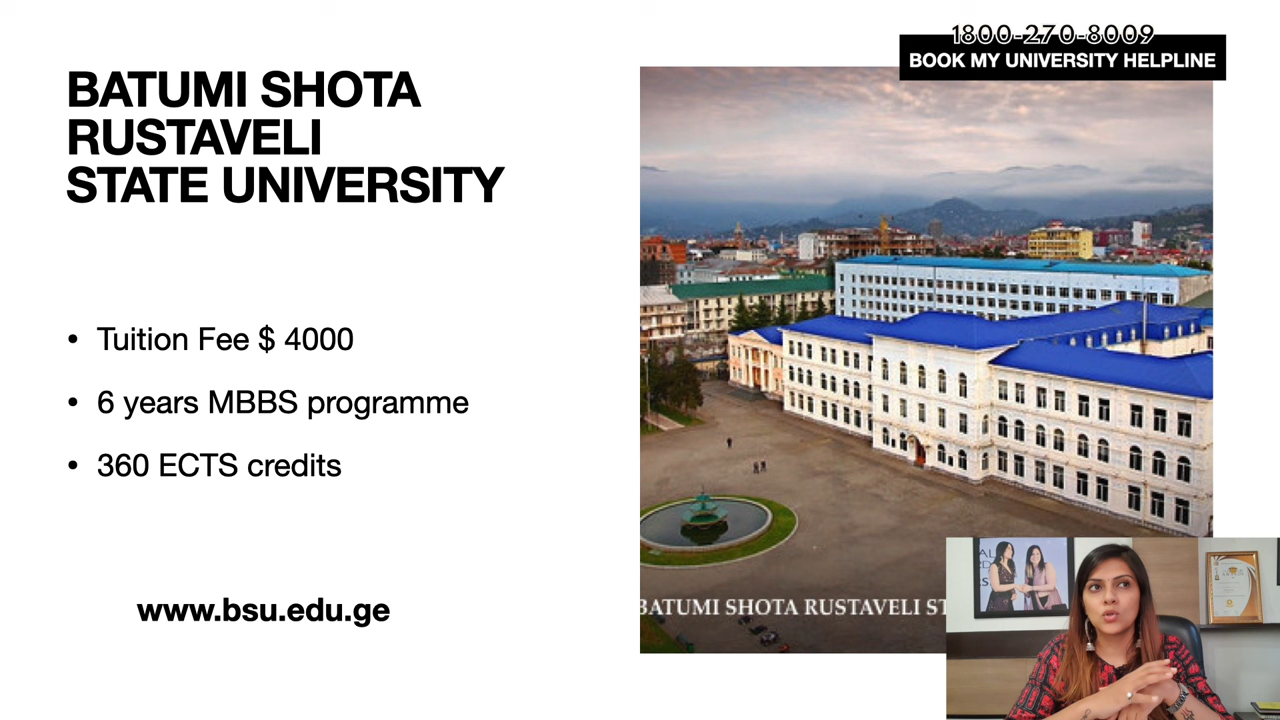 1800-270-8009
BOOK MY UNIVERSITY HELPLINE
BATUMI SHOTA
RUSTAVELI
STATE UNIVERSITY
• Tuition Fee $ 4000
• 6 years MBBS programme
• 360 ECTS credits
www.bsu.edu.ge
BATUMI SHOTA RUSTAVELI ST